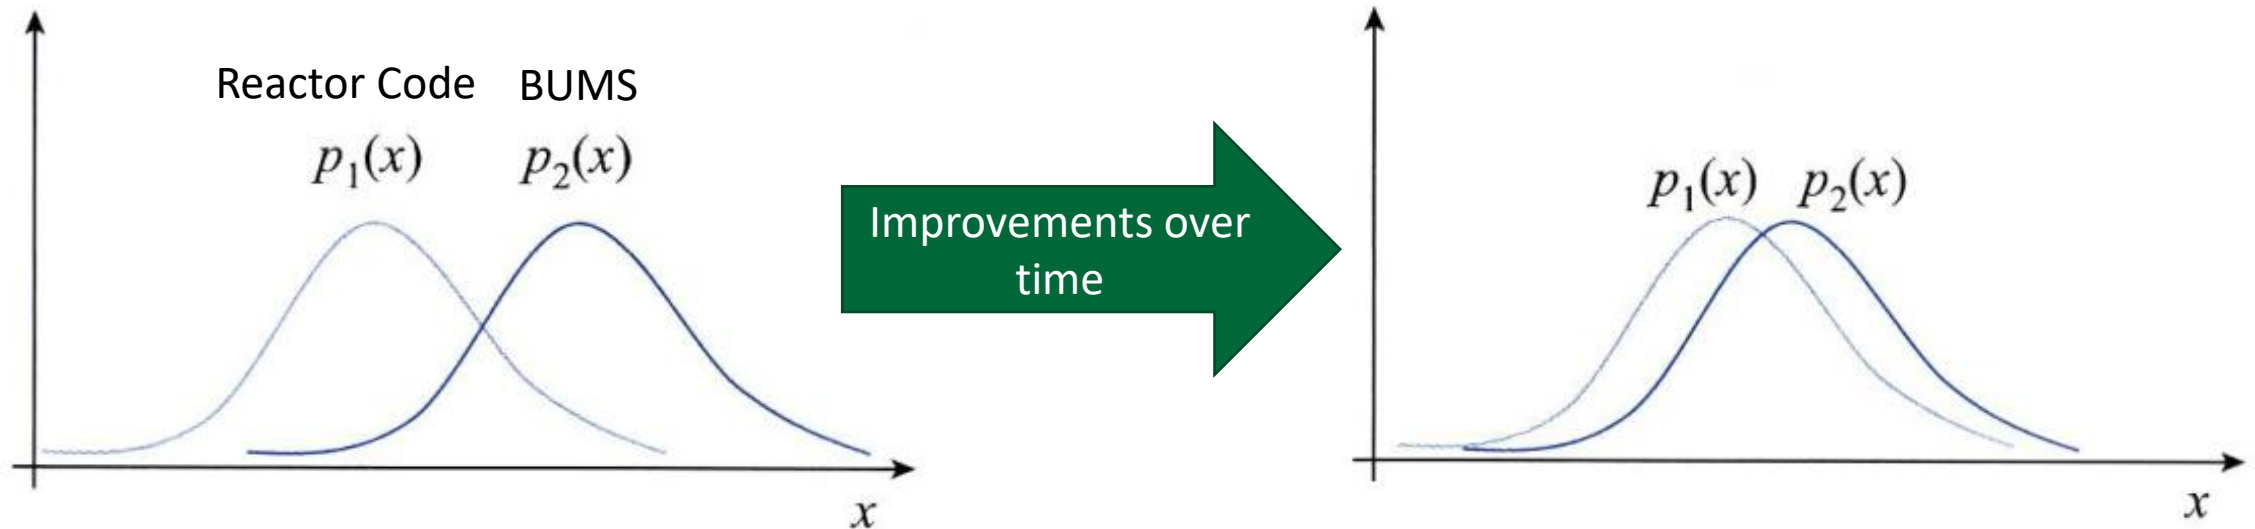 Reactor Code BUMS
p₁(x) p₂(x)
Improvements over
time
x
p₁(x) p₂(x)
x